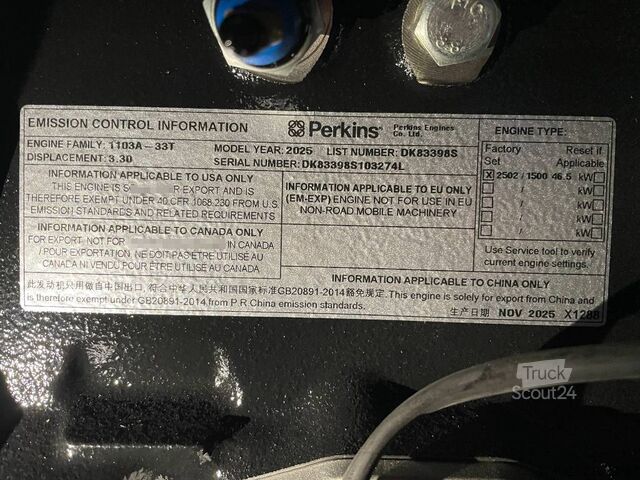 EMISSION CONTROL INFORMATION
Perkins®
Perkins Engines
Co. Ltd.
ENGINE FAMILY: 1103A-33T
MODEL YEAR: 2025
LIST NUMBER: DK83398S
DISPLACEMENT: 3.3D
SERIAL NUMBER: DK83398S103274L
INFORMATION APPLICABLE TO USA ONLY
THIS ENGINE IS R EXPORT AND IS
THEREFORE EXEMPT UNDER 40 CFR 1068.230 FROM U.S.
EMISSION STANDARDS AND RELATED REQUIREMENTS
INFORMATION APPLICABLE TO EU ONLY
(EM-EXP) ENGINE NOT FOR USE IN EU
NON-ROAD MOBILE MACHINERY
INFORMATION APPLICABLE TO CANADA ONLY
FOR EXPORT NOT FOR IN CANADA
/ POUR EXPORTATION NE DOIT PAS ETRE UTILISE AU
CANADA NI VENDU POUR ETRE UTILISE AU CANADA
ENGINE TYPE:
Factory Set
Reset if Applicable
X 2502 / 1500 46.5 kW
/ kW
/ kW
/ kW
/ kW
Use Service tool to verify
current engine settings.
INFORMATION APPLICABLE TO CHINA ONLY
此发动机只用做自中国出口. 符合中华人民共和国国家标准GB20891-2014豁免规定. This engine is solely for export from China and
is therefore exempt under GB20891-2014 from P.R.China emission standards.
生产日期 NOV 2025 X1288
Truck
Scout24